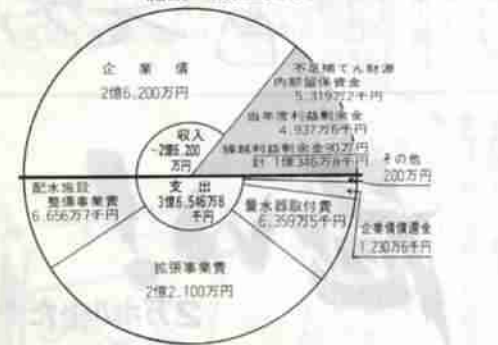 企業債
2億6,200万円
不足補てん財源
内部留保資金
5,319万2千円
当年度利益剰余金
4,937万6千円
繰越利益剰余金90万円
計 1億346万8千円
収入
2億6,200
万円
支出
3億6,546万8
千円
その他
200万円
配水施設
整備事業費
6,656万7千円
量水器取付費
6,359万5千円
企業債償還金
1,230万6千円
拡張事業費
2億2,100万円